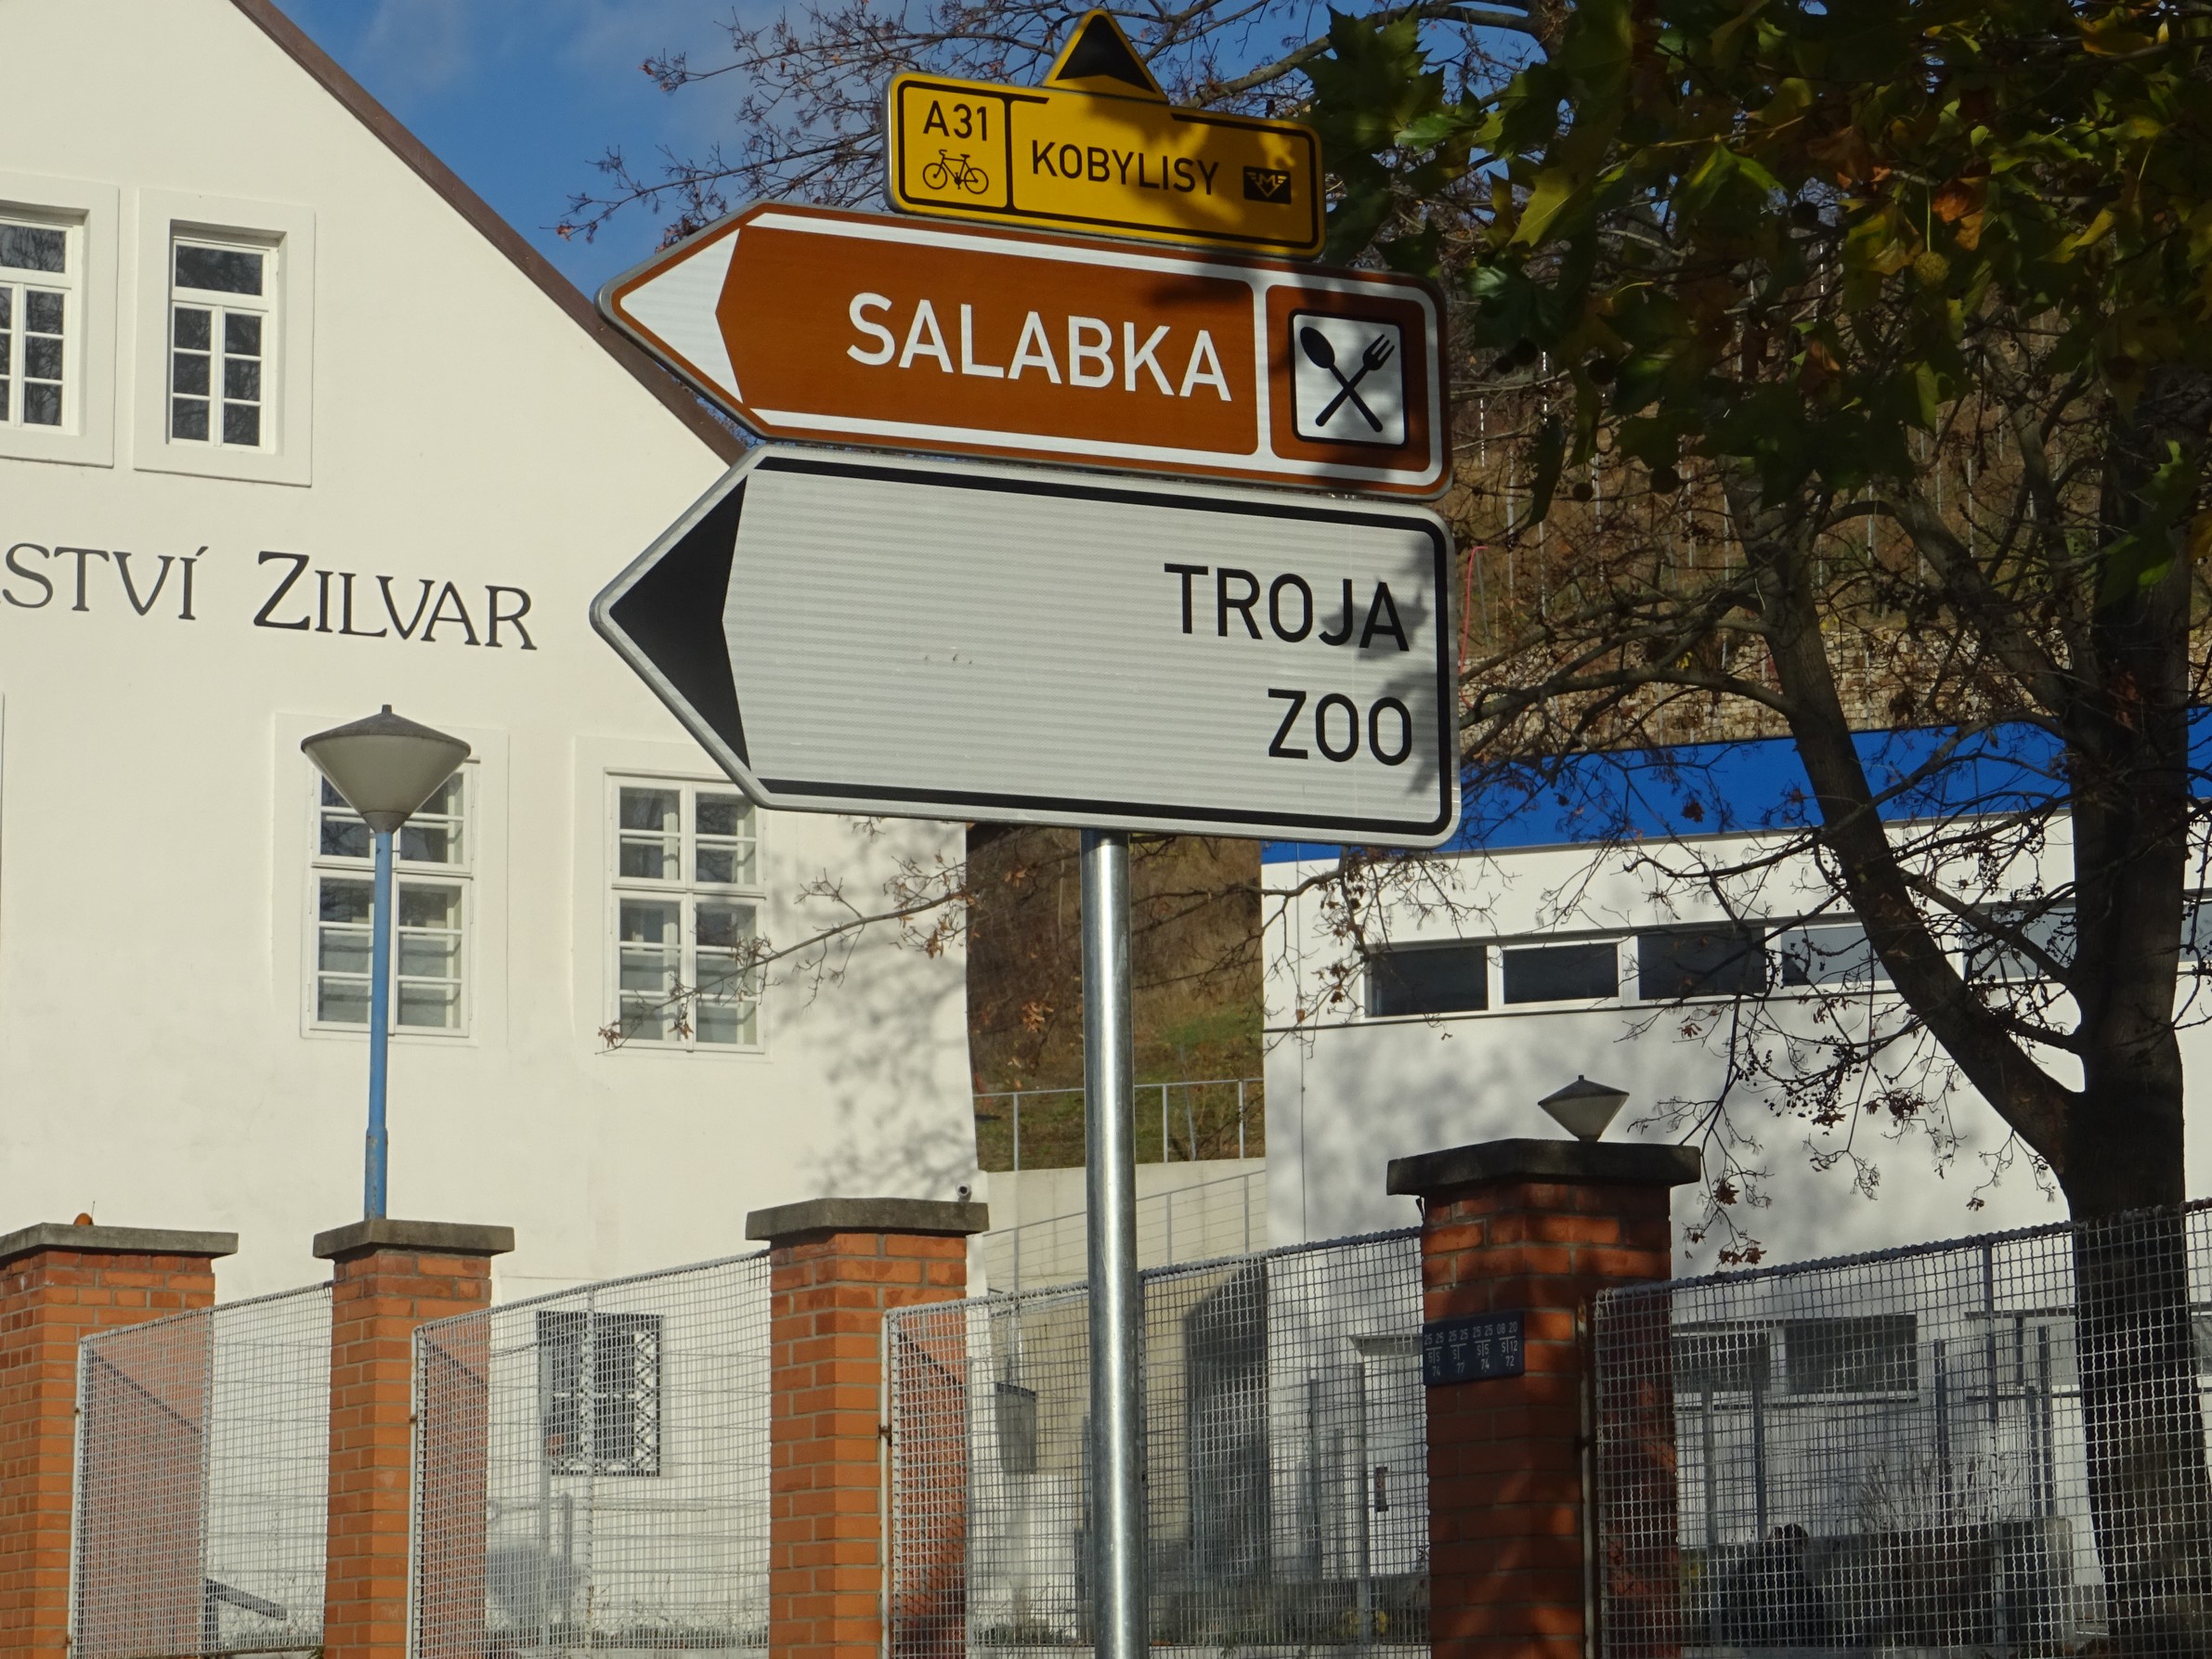 A31
KOBYLISY M
SALABKA
STVÍ ZILVAR
TROJA
ZOO